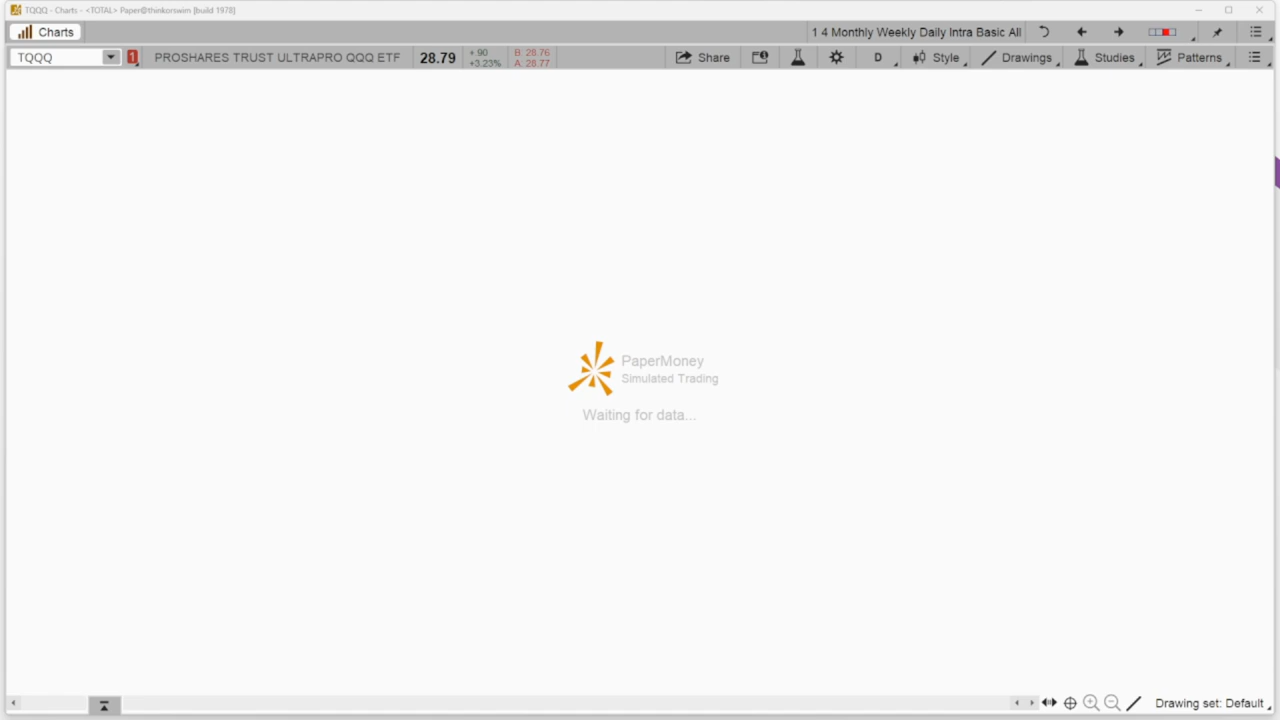 TQQQ - Charts - <TOTAL> Paper@thinkorswim [build 1978]
Charts
1 4 Monthly Weekly Daily Intra Basic All
TQQQ
1
PROSHARES TRUST ULTRAPRO QQQ ETF
28.79
+.90
+3.23%
B: 28.76
A: 28.77
Share
D
Style
Drawings
Studies
Patterns
PaperMoney
Simulated Trading
Waiting for data...
Drawing set: Default